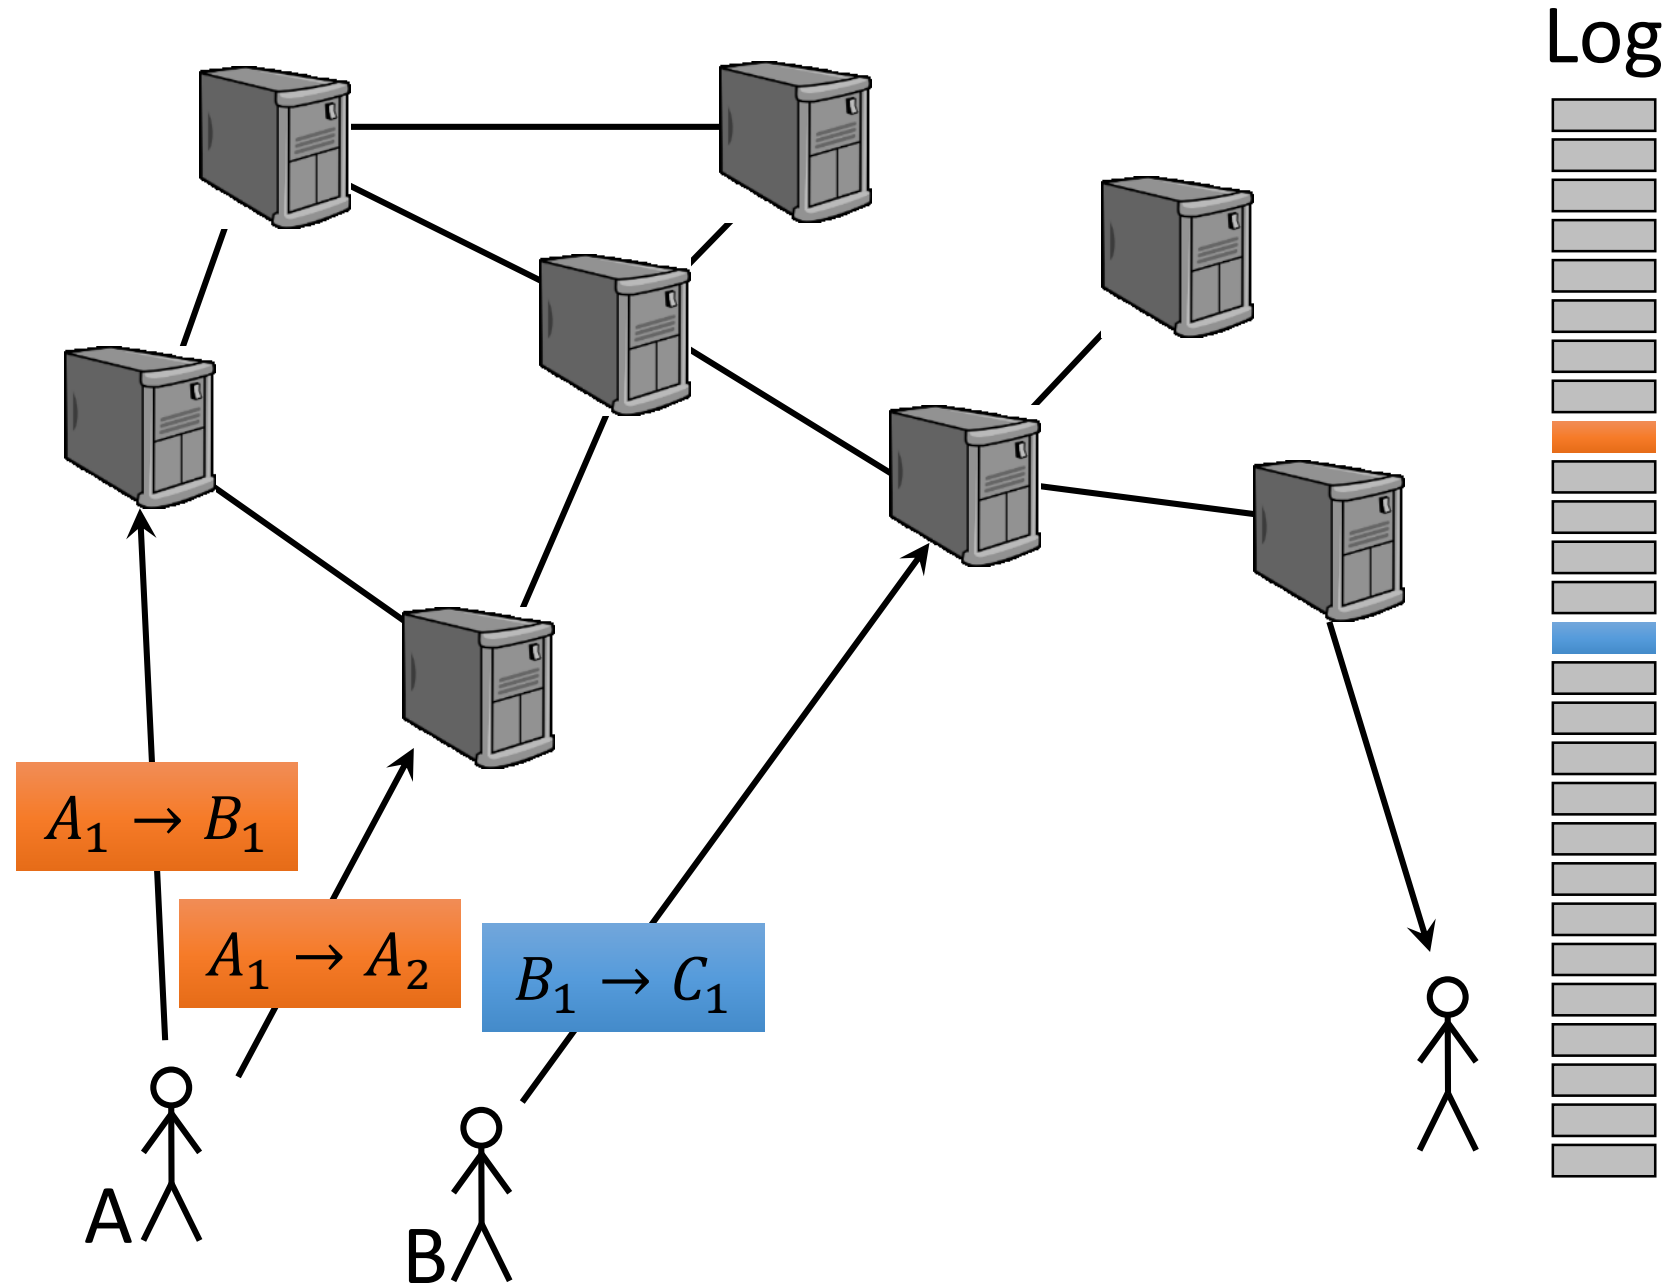 Log
A₁ → B₁
A₁ → A₂
B₁ → C₁
A
B